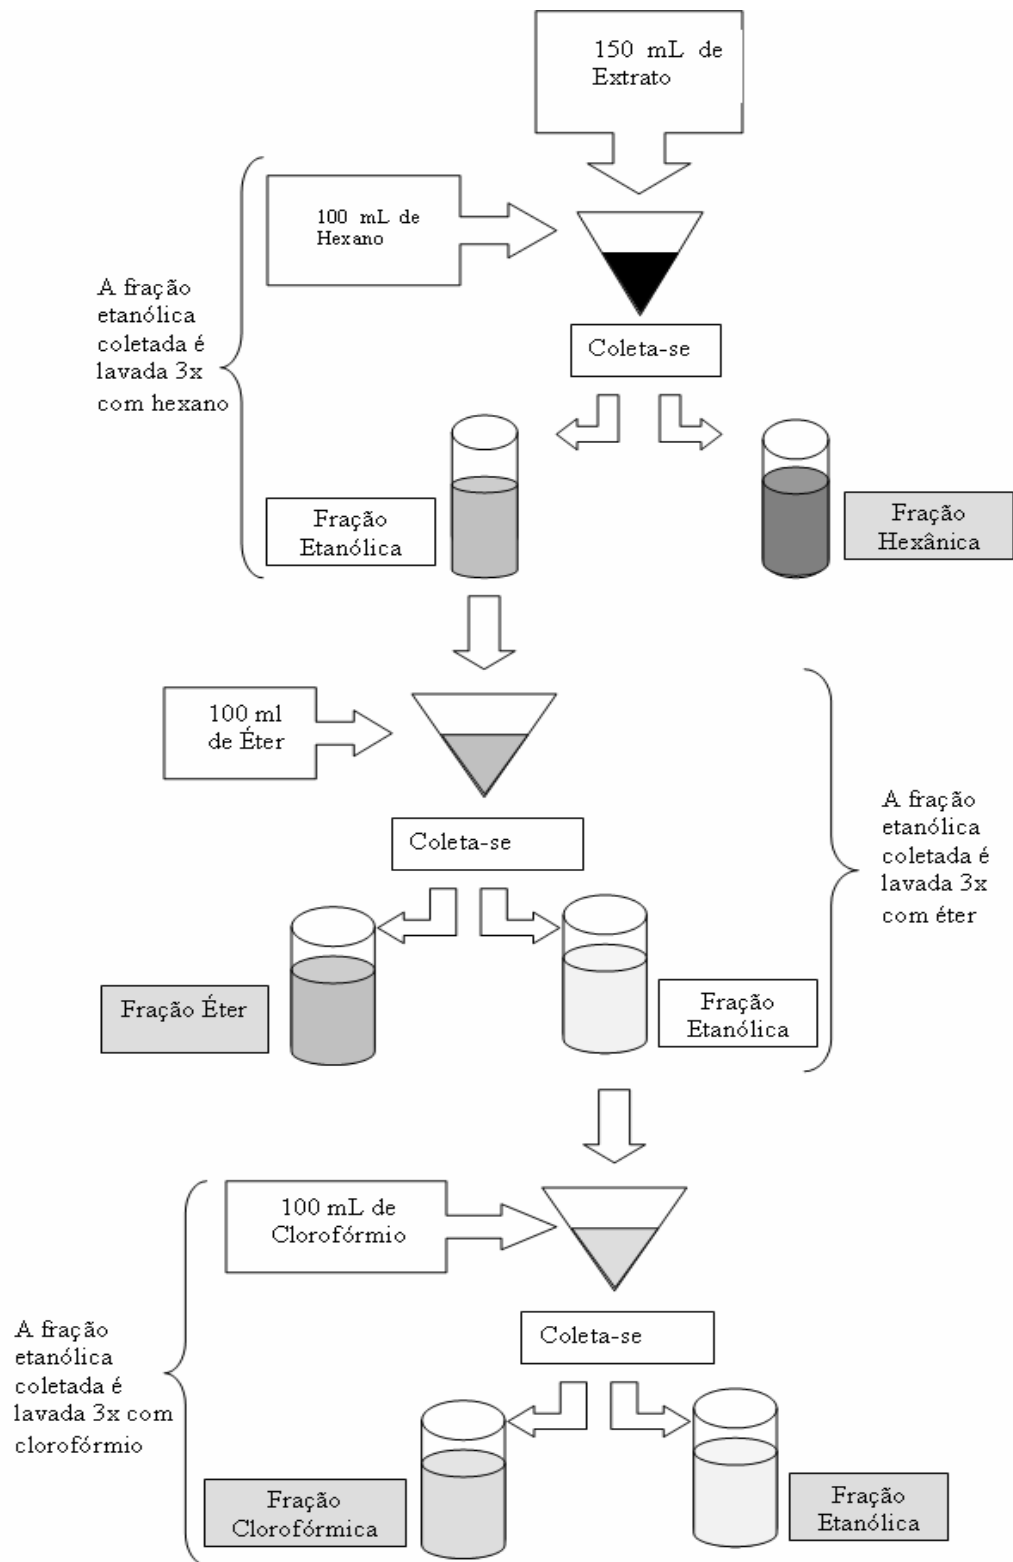 150 mL de
Extrato
100 mL de
Hexano
A fração
etanólica
coletada é
lavada 3x
com hexano
Coleta-se
Fração
Etanólica
Fração
Hexânica
100 ml
de Éter
A fração
etanólica
coletada é
lavada 3x
com éter
Coleta-se
Fração Éter
Fração
Etanólica
100 mL de
Clorofórmio
A fração
etanólica
coletada é
lavada 3x com
clorofórmio
Coleta-se
Fração
Clorofórmica
Fração
Etanólica